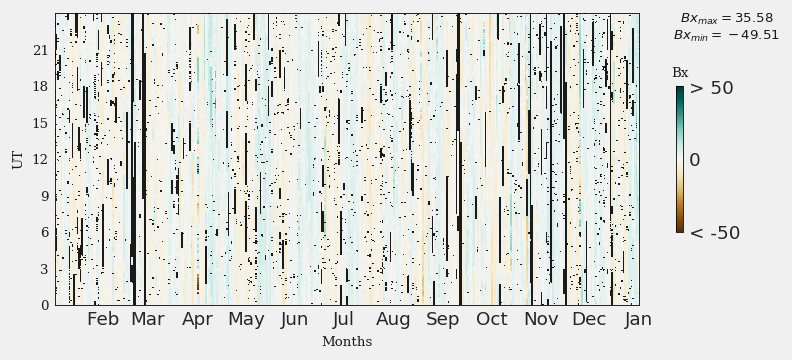 Bx_max = 35.58
Bx_min = −49.51
Bx
> 50
0
< -50
UT
21
18
15
12
9
6
3
0
Feb Mar Apr May Jun Jul Aug Sep Oct Nov Dec Jan
Months